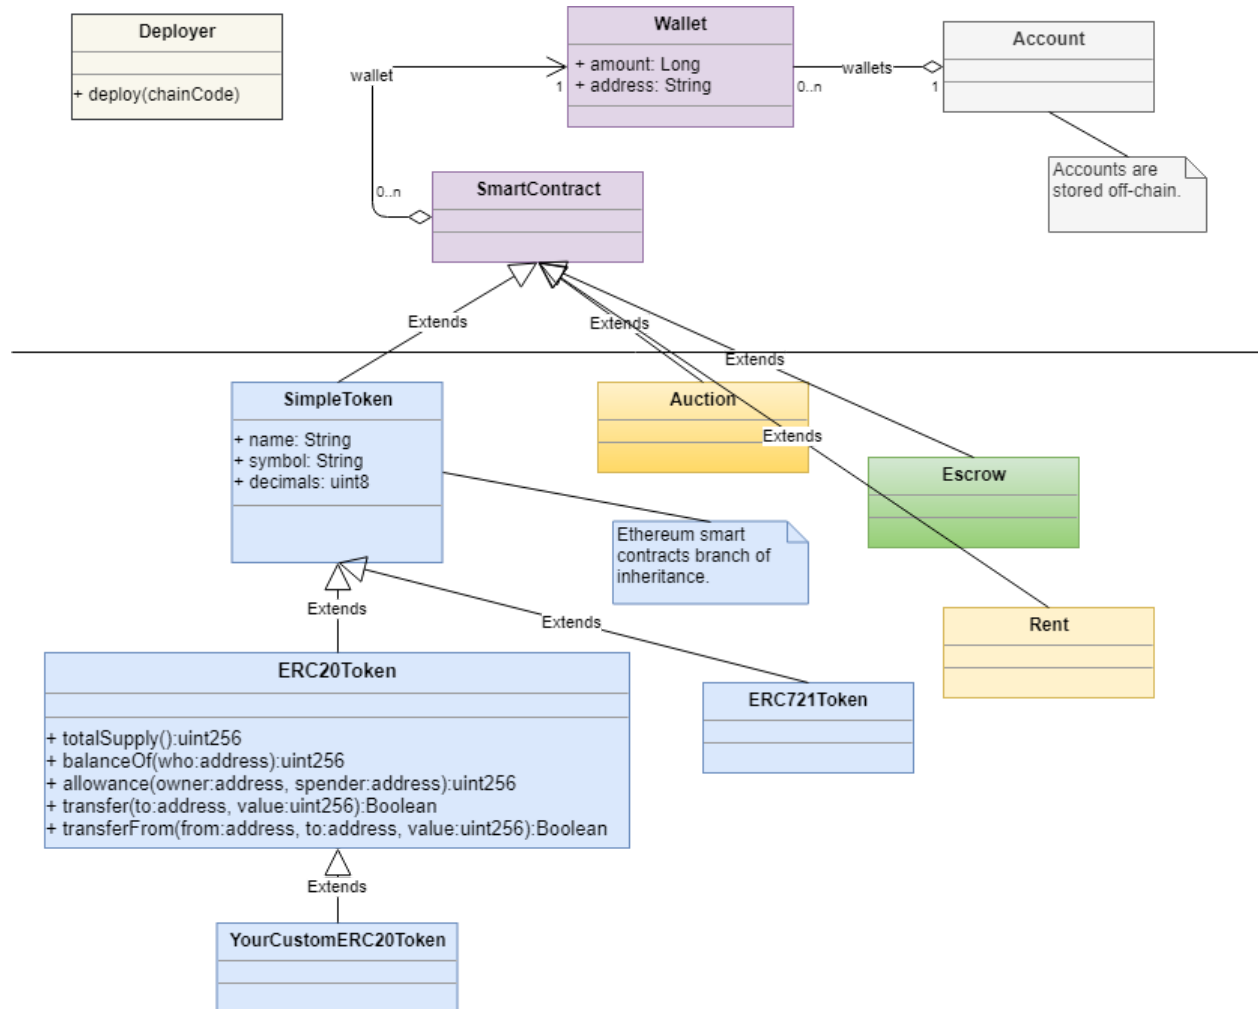 Deployer
+ deploy(chainCode)
Wallet
+ amount: Long
+ address: String
Account
wallet
1
wallets
0..n
1
Accounts are
stored off-chain.
0..n
SmartContract
Extends
Extends
Extends
SimpleToken
+ name: String
+ symbol: String
+ decimals: uint8
Auction
Extends
Escrow
Ethereum smart
contracts branch of
inheritance.
Extends
Extends
Rent
ERC20Token
+ totalSupply():uint256
+ balanceOf(who:address):uint256
+ allowance(owner:address, spender:address):uint256
+ transfer(to:address, value:uint256):Boolean
+ transferFrom(from:address, to:address, value:uint256):Boolean
ERC721Token
Extends
YourCustomERC20Token